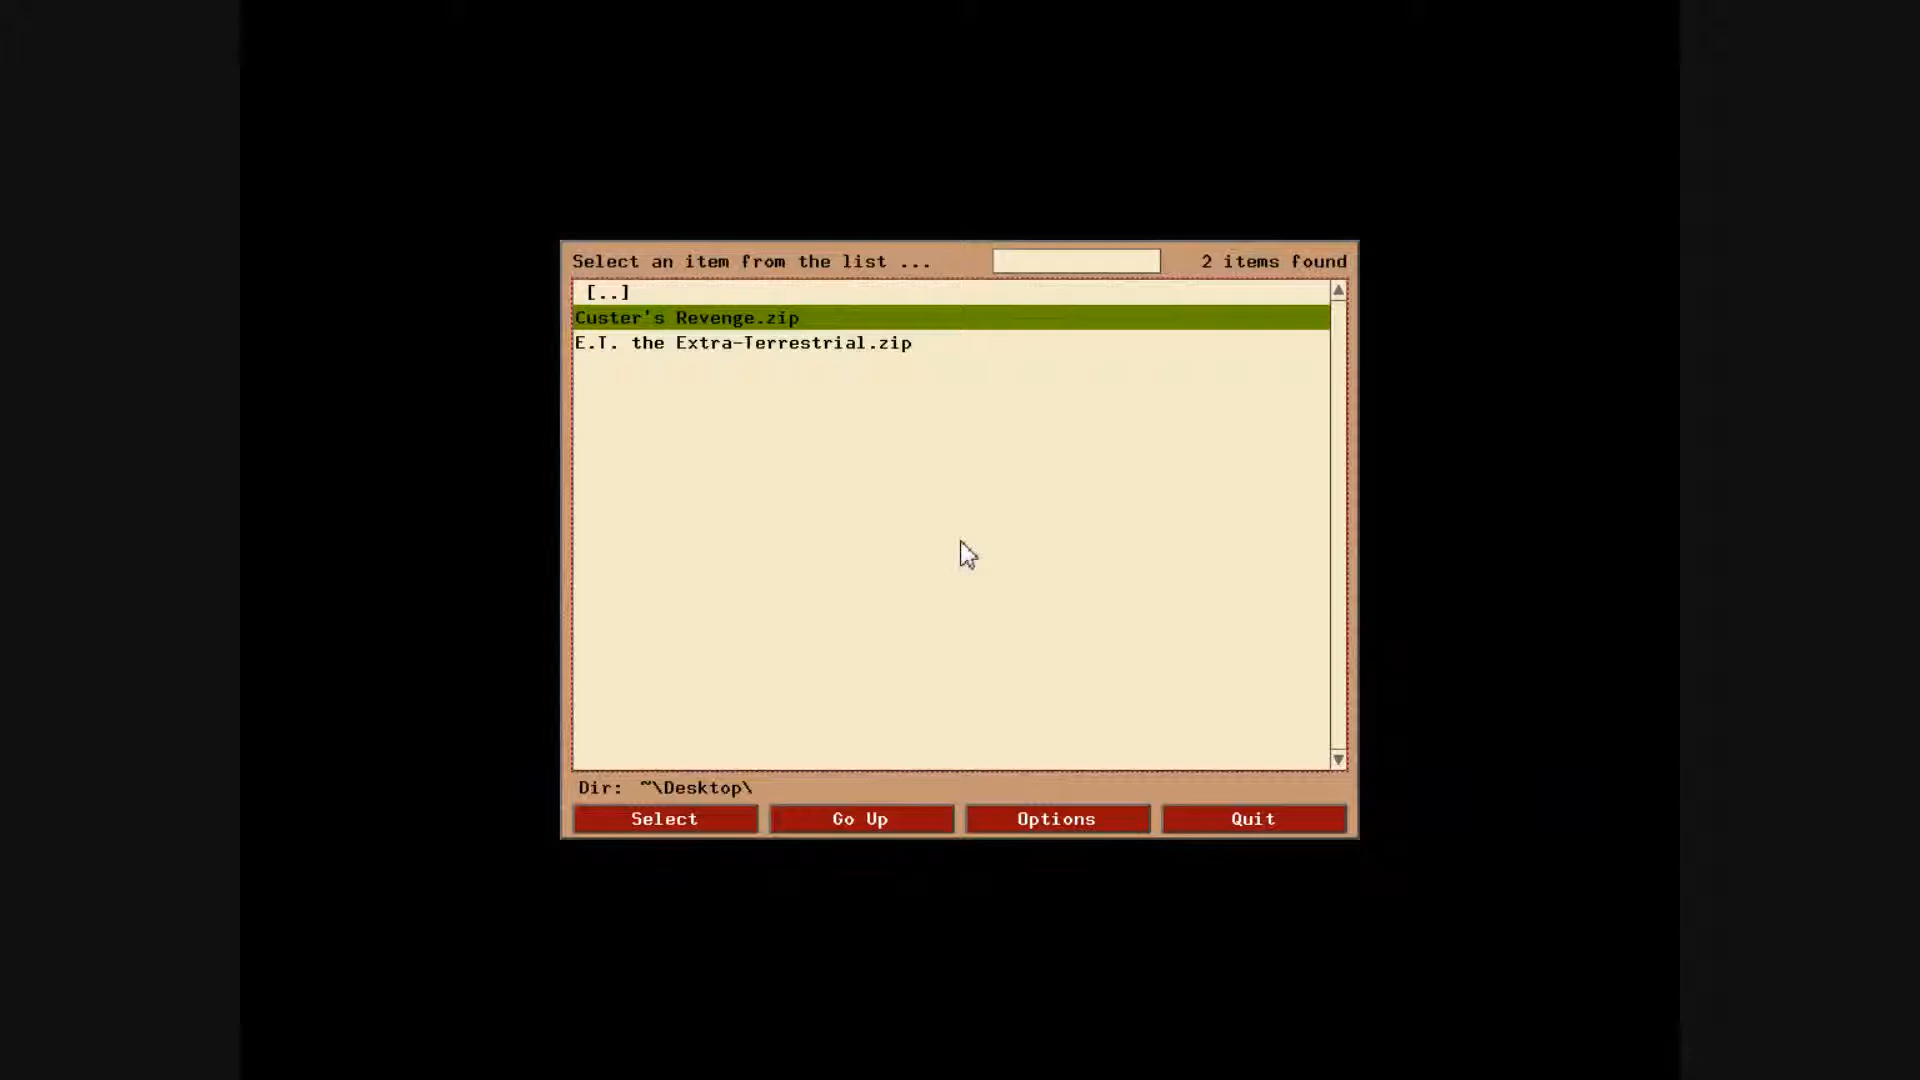 Select an item from the list ...
2 items found
[..]
Custer's Revenge.zip
E.T. the Extra-Terrestrial.zip
Dir: ~\Desktop\
Select
Go Up
Options
Quit